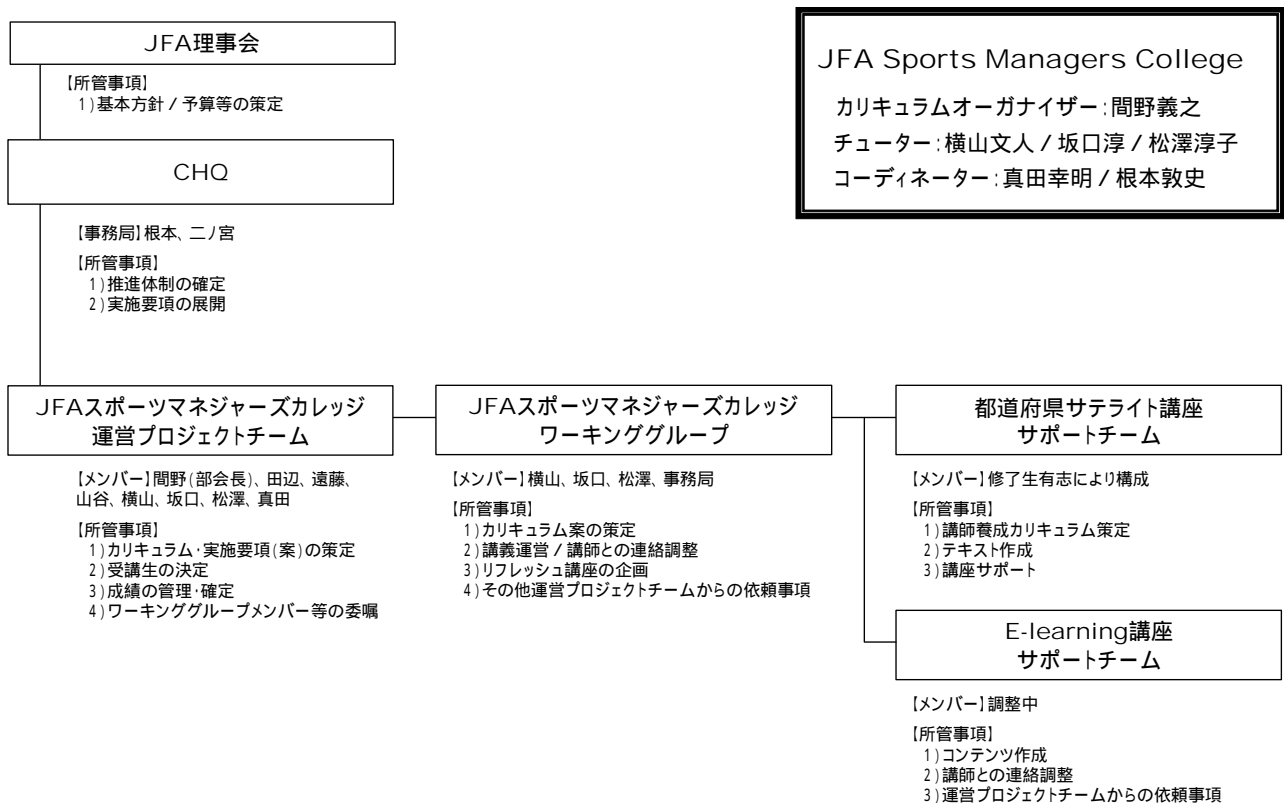 JFA理事会
【所管事項】
1)基本方針/予算等の策定
CHQ
【事務局】根本、二ノ宮
【所管事項】
1)推進体制の確定
2)実施要項の展開
JFA Sports Managers College
カリキュラムオーガナイザー:間野義之
チューター:横山文人/坂口淳/松澤淳子
コーディネーター:真田幸明/根本敦史
JFAスポーツマネジャーズカレッジ
運営プロジェクトチーム
【メンバー】間野(部会長)、田辺、遠藤、
山谷、横山、坂口、松澤、真田
【所管事項】
1)カリキュラム・実施要項(案)の策定
2)受講生の決定
3)成績の管理・確定
4)ワーキンググループメンバー等の委嘱
JFAスポーツマネジャーズカレッジ
ワーキンググループ
【メンバー】横山、坂口、松澤、事務局
【所管事項】
1)カリキュラム案の策定
2)講義運営/講師との連絡調整
3)リフレッシュ講座の企画
4)その他運営プロジェクトチームからの依頼事項
都道府県サテライト講座
サポートチーム
【メンバー】修了生有志により構成
【所管事項】
1)講師養成カリキュラム策定
2)テキスト作成
3)講座サポート
E-learning講座
サポートチーム
【メンバー】調整中
【所管事項】
1)コンテンツ作成
2)講師との連絡調整
3)運営プロジェクトチームからの依頼事項